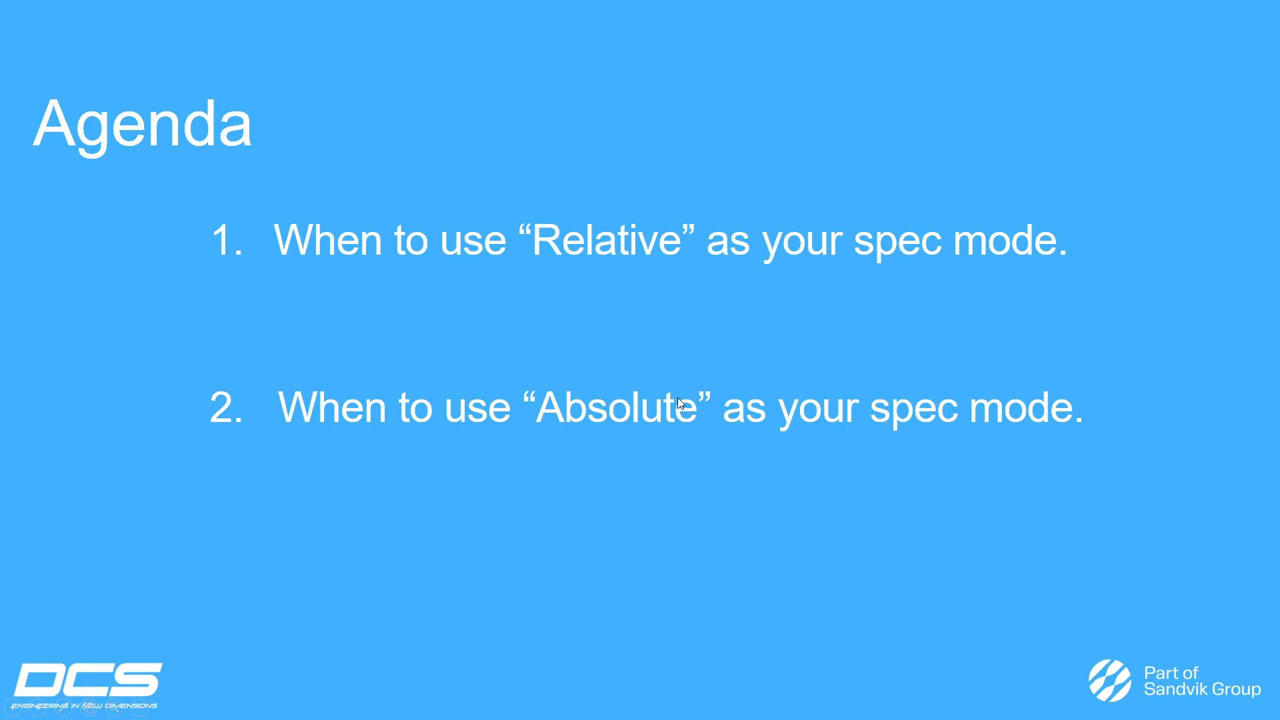 Agenda
1. When to use “Relative” as your spec mode.
2. When to use “Absolute” as your spec mode.
DCS
ENGINEERING IN NEW DIMENSIONS
Part of
Sandvik Group